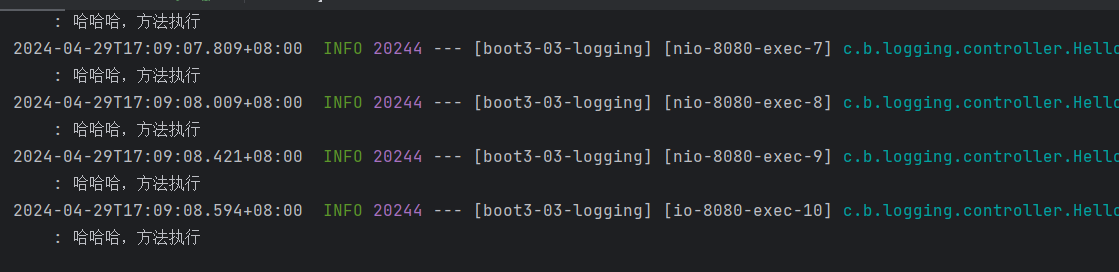 : 哈哈哈，方法执行
2024-04-29T17:09:07.809+08:00  INFO 20244 --- [boot3-03-logging] [nio-8080-exec-7] c.b.logging.controller.Hello
: 哈哈哈，方法执行
2024-04-29T17:09:08.009+08:00  INFO 20244 --- [boot3-03-logging] [nio-8080-exec-8] c.b.logging.controller.Hello
: 哈哈哈，方法执行
2024-04-29T17:09:08.421+08:00  INFO 20244 --- [boot3-03-logging] [nio-8080-exec-9] c.b.logging.controller.Hello
: 哈哈哈，方法执行
2024-04-29T17:09:08.594+08:00  INFO 20244 --- [boot3-03-logging] [io-8080-exec-10] c.b.logging.controller.Hello
: 哈哈哈，方法执行